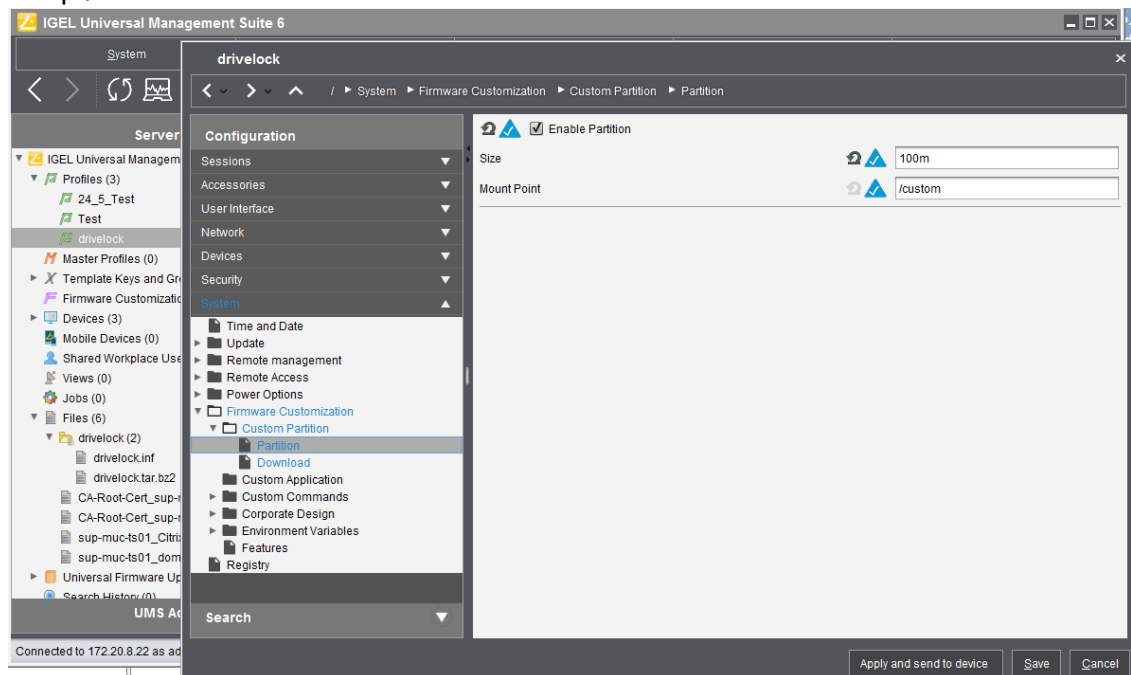 IGEL Universal Management Suite 6
System
drivelock
/ System Firmware Customization Custom Partition Partition
Server
IGEL Universal Managem
Profiles (3)
24_5_Test
Test
drivelock
Master Profiles (0)
Template Keys and Gr
Firmware Customizatio
Devices (3)
Mobile Devices (0)
Shared Workplace Use
Views (0)
Jobs (0)
Files (6)
drivelock (2)
drivelock.inf
drivelock.tar.bz2
CA-Root-Cert_sup-
CA-Root-Cert_sup-
sup-muc-ts01_Citri
sup-muc-ts01_dom
Universal Firmware Up
Search History (0)
UMS Ad
Connected to 172.20.8.22 as ad
Configuration
Sessions
Accessories
User Interface
Network
Devices
Security
System
Time and Date
Update
Remote management
Remote Access
Power Options
Firmware Customization
Custom Partition
Partition
Download
Custom Application
Custom Commands
Corporate Design
Environment Variables
Features
Registry
Search
Enable Partition
Size 100m
Mount Point /custom
Apply and send to device Save Cancel